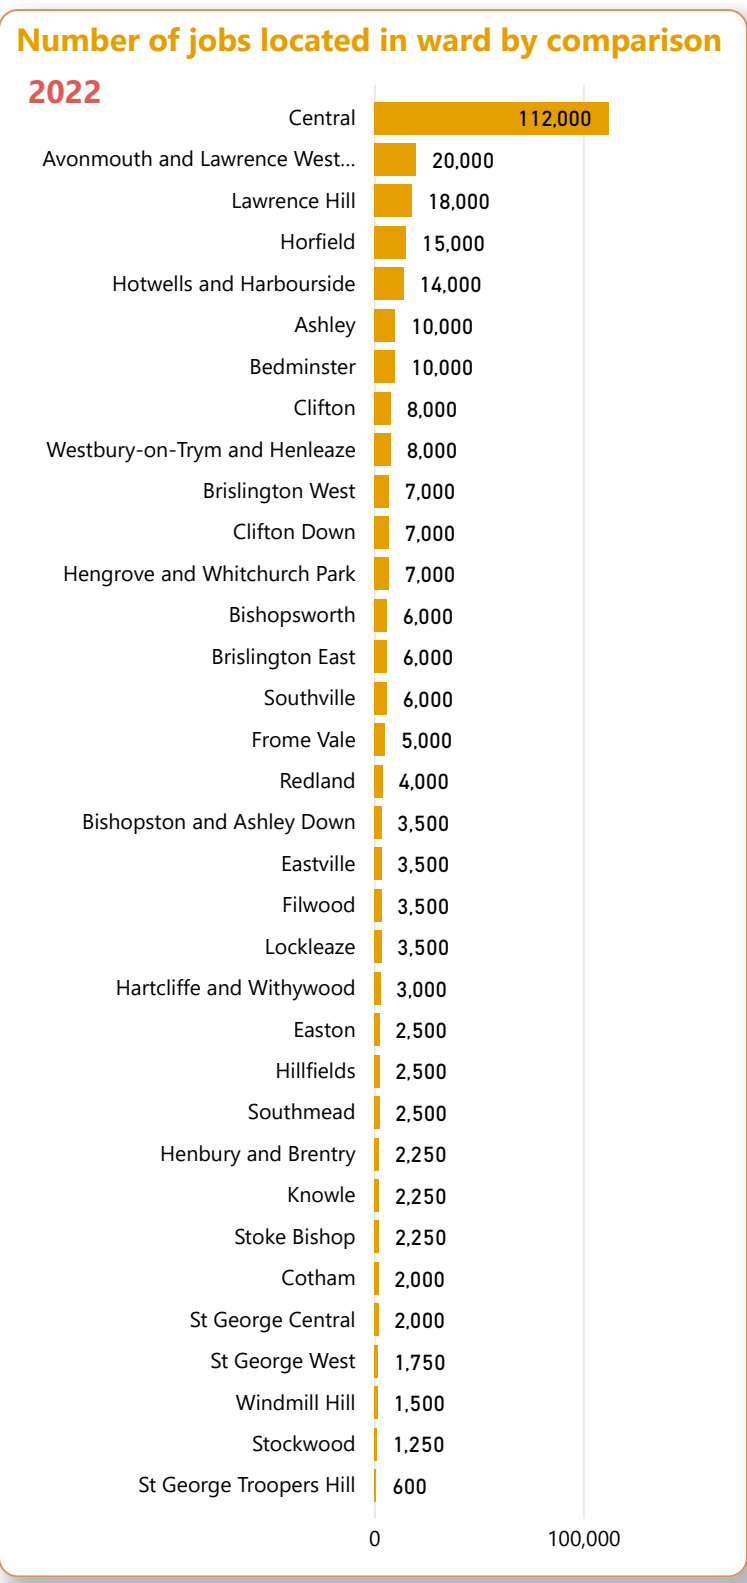 Number of jobs located in ward by comparison
2022
Central 112,000
Avonmouth and Lawrence West... 20,000
Lawrence Hill 18,000
Horfield 15,000
Hotwells and Harbourside 14,000
Ashley 10,000
Bedminster 10,000
Clifton 8,000
Westbury-on-Trym and Henleaze 8,000
Brislington West 7,000
Clifton Down 7,000
Hengrove and Whitchurch Park 7,000
Bishopsworth 6,000
Brislington East 6,000
Southville 6,000
Frome Vale 5,000
Redland 4,000
Bishopston and Ashley Down 3,500
Eastville 3,500
Filwood 3,500
Lockleaze 3,500
Hartcliffe and Withywood 3,000
Easton 2,500
Hillfields 2,500
Southmead 2,500
Henbury and Brentry 2,250
Knowle 2,250
Stoke Bishop 2,250
Cotham 2,000
St George Central 2,000
St George West 1,750
Windmill Hill 1,500
Stockwood 1,250
St George Troopers Hill 600
0 100,000